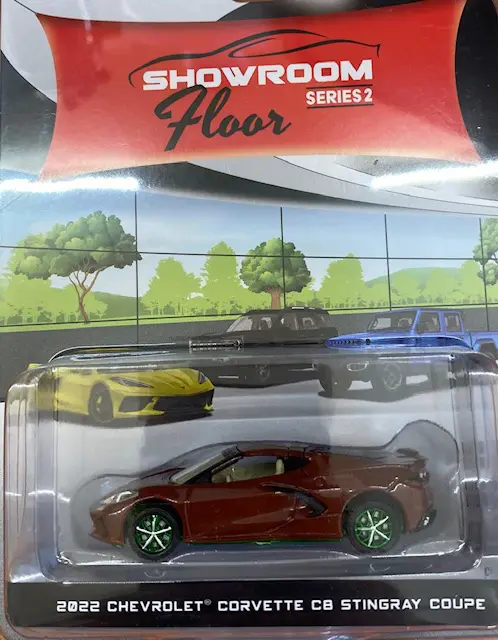 SHOWROOM
Floor
SERIES 2
2022 CHEVROLET® CORVETTE C8 STINGRAY COUPE